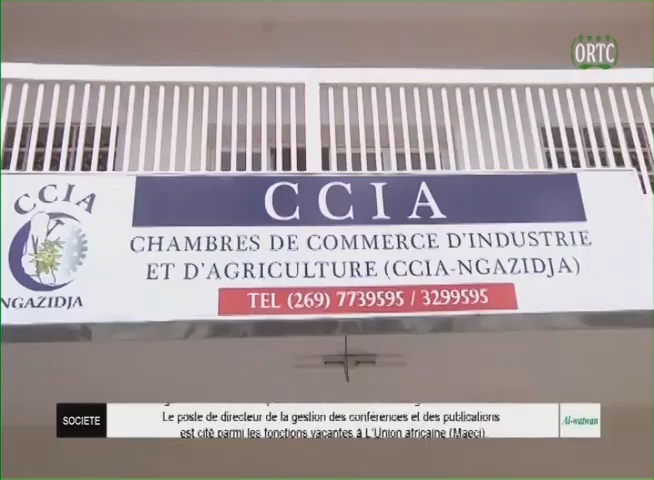 ORTC
CCIA
NGAZIDJA
CCIA
CHAMBRES DE COMMERCE D'INDUSTRIE
ET D'AGRICULTURE (CCIA-NGAZIDJA)
TEL (269) 7739595 / 3299595
SOCIETE
Le poste de directeur de la gestion des conférences et des publications
est cité parmi les fonctions vacantes à L'Union africaine (Maeci)
Al-watwan